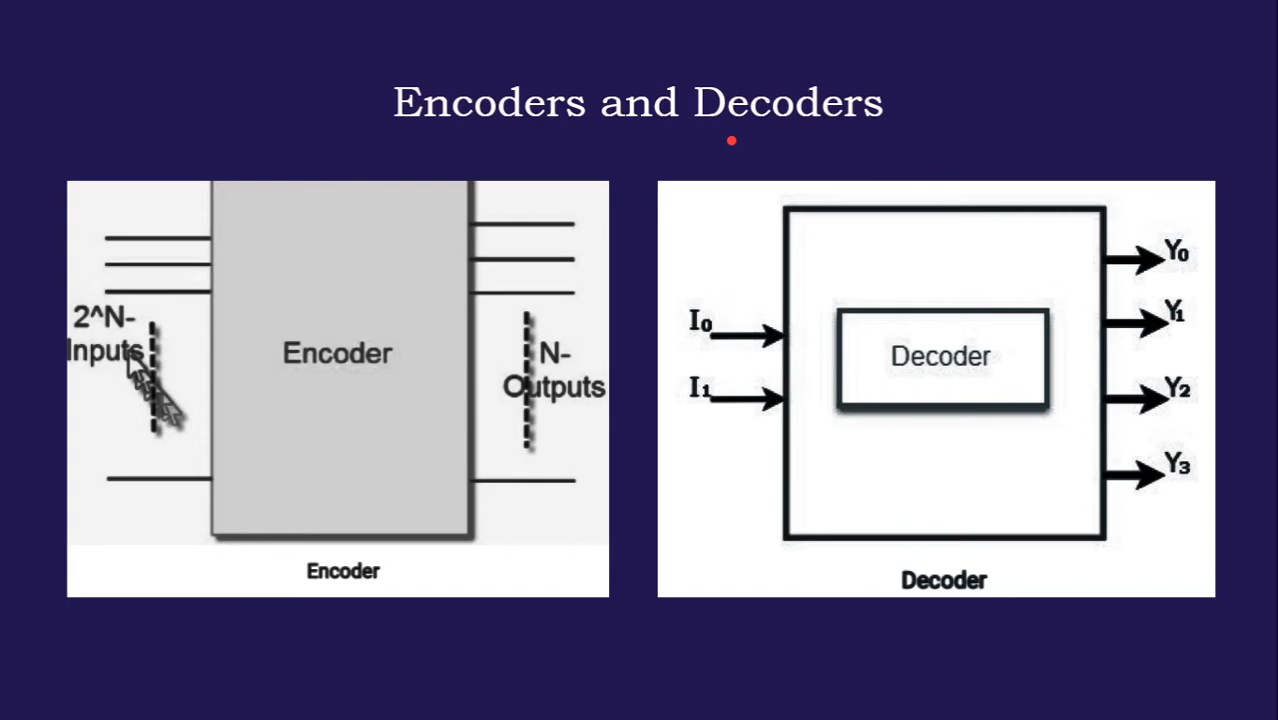 Encoders and Decoders
2^N-
Inputs
Encoder
N-
Outputs
Encoder
I₀
I₁
Decoder
Y₀
Y₁
Y₂
Y₃
Decoder